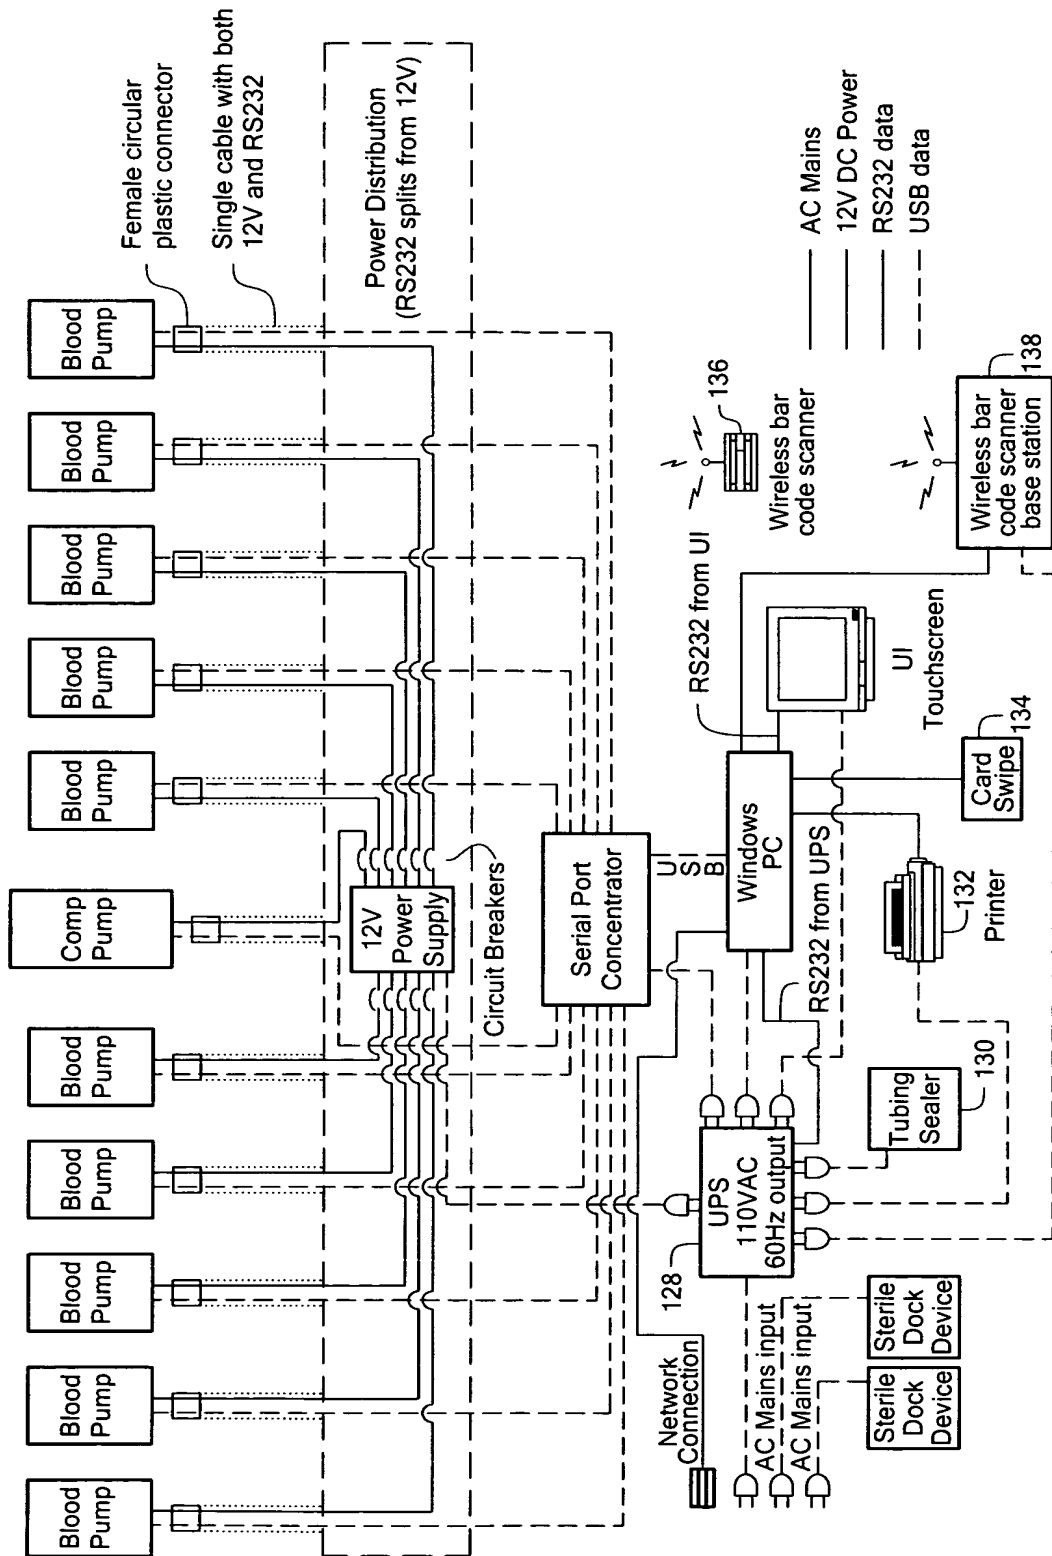 Blood
Pump
Blood
Pump
Blood
Pump
Blood
Pump
Blood
Pump
Comp
Pump
Blood
Pump
Blood
Pump
Blood
Pump
Blood
Pump
Blood
Pump
Female circular
plastic connector
Single cable with both
12V and RS232
Power Distribution
(RS232 splits from 12V)
12V
Power
Supply
Circuit Breakers
Serial Port
Concentrator
U
S
B
Network
Connection
128
UPS
110VAC
60Hz output
AC Mains input
AC Mains input
Sterile
Dock
Device
Sterile
Dock
Device
Tubing
Sealer
130
Windows
PC
RS232 from UPS
RS232 from UI
132
Printer
Card
Swipe
134
UI
Touchscreen
136
Wireless bar
code scanner
Wireless bar
code scanner
base station
138
AC Mains
12V DC Power
RS232 data
USB data